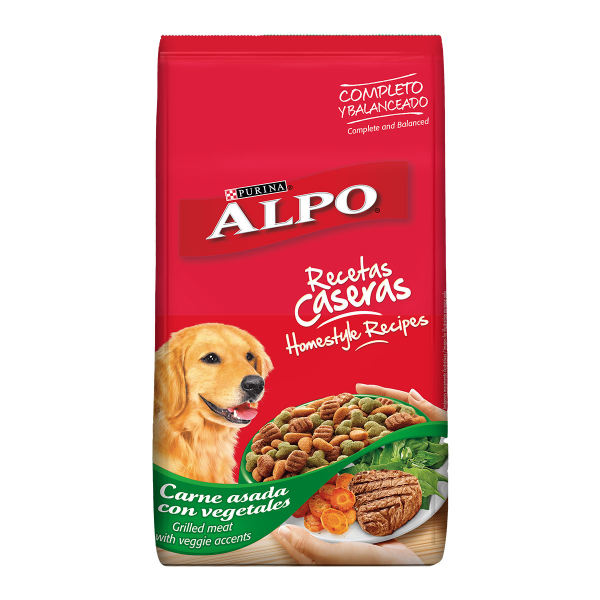 COMPLETO
Y BALANCEADO
Complete and Balanced
PURINA
ALPO®
Recetas
Caseras
Homestyle Recipes
Carne asada
con vegetales
Grilled meat
with veggie accents